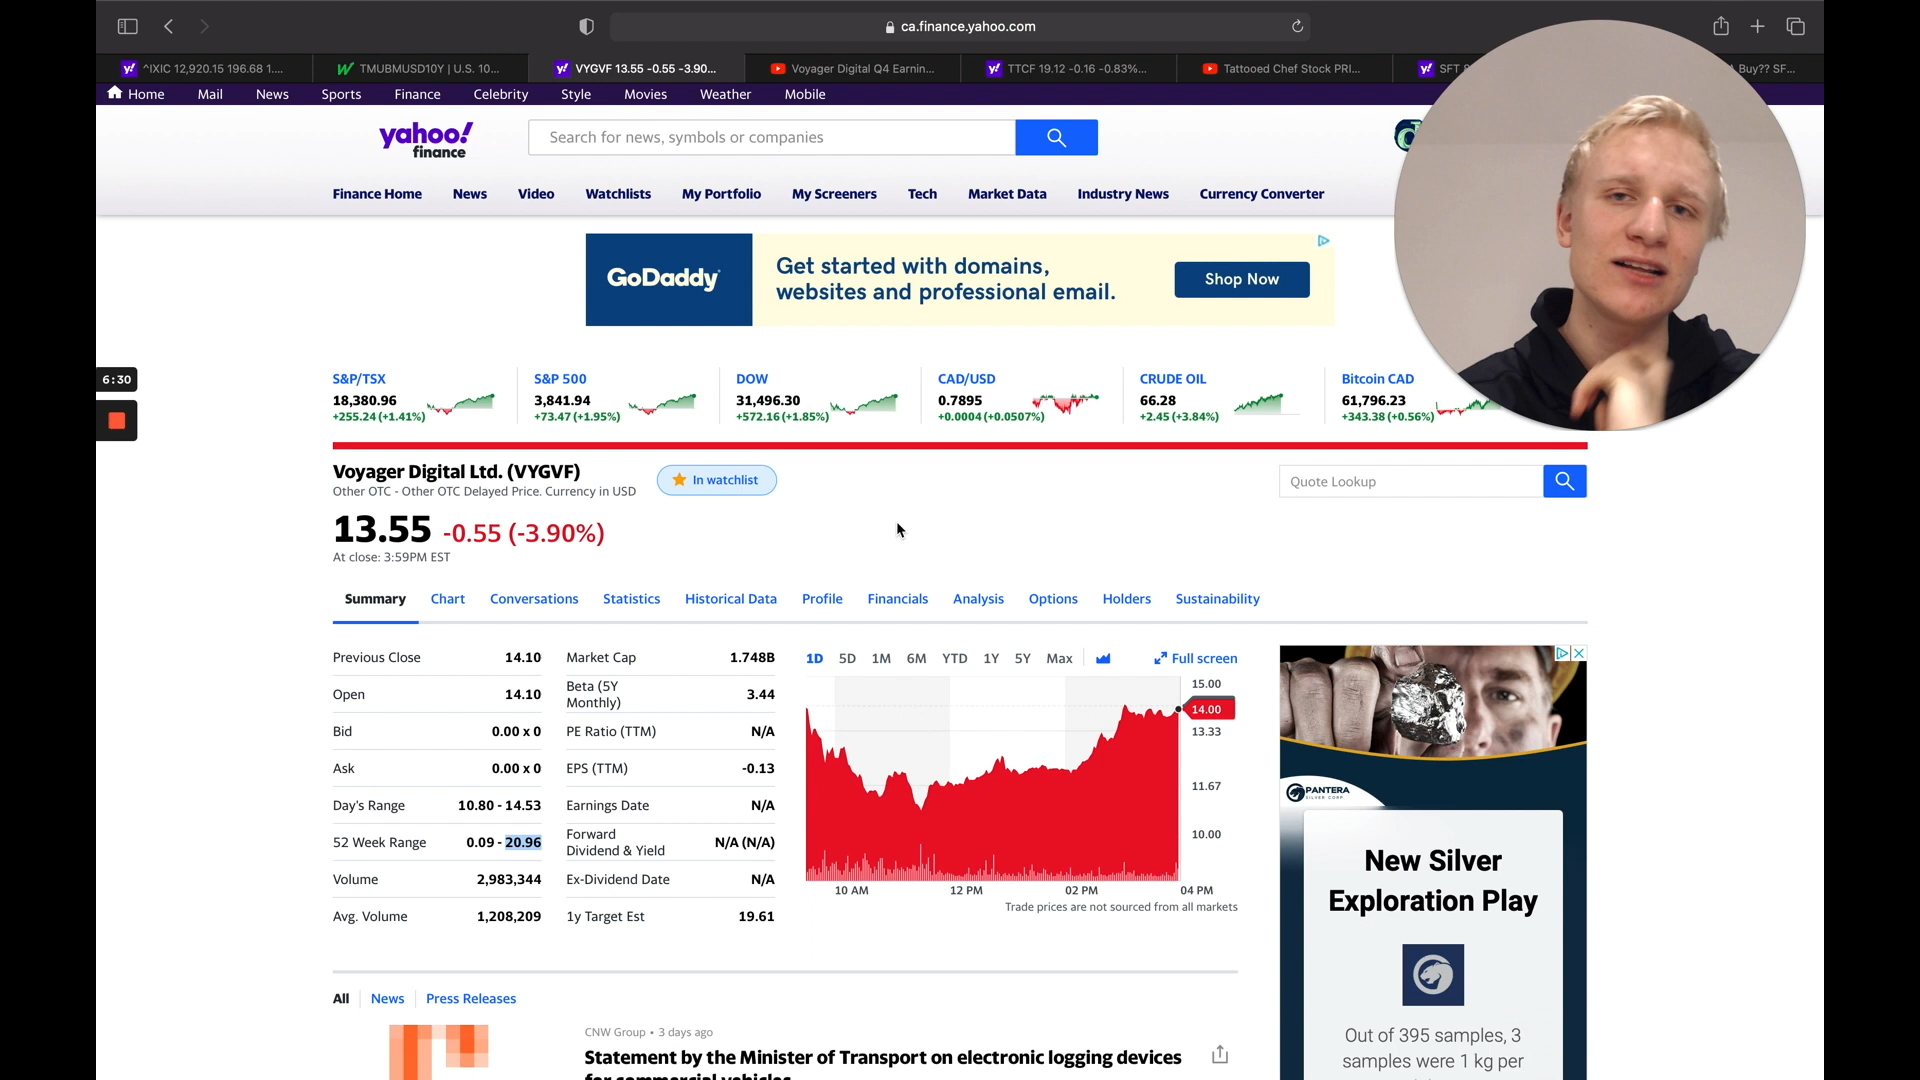 ca.finance.yahoo.com
^IXIC 12,920.15 196.68 1....
TMUBMUSD10Y | U.S. 10...
VYGVF 13.55 -0.55 -3.90...
Voyager Digital Q4 Earnin...
TTCF 19.12 -0.16 -0.83%...
Tattooed Chef Stock PRI...
SFT
Buy?? SF...
Home Mail News Sports Finance Celebrity Style Movies Weather Mobile
yahoo!
finance
Search for news, symbols or companies
Finance Home News Video Watchlists My Portfolio My Screeners Tech Market Data Industry News Currency Converter
GoDaddy
Get started with domains,
websites and professional email.
Shop Now
S&P/TSX
18,380.96
+255.24 (+1.41%)
S&P 500
3,841.94
+73.47 (+1.95%)
DOW
31,496.30
+572.16 (+1.85%)
CAD/USD
0.7895
+0.0004 (+0.0507%)
CRUDE OIL
66.28
+2.45 (+3.84%)
Bitcoin CAD
61,796.23
+343.38 (+0.56%)
6:30
Voyager Digital Ltd. (VYGVF)
Other OTC - Other OTC Delayed Price. Currency in USD
In watchlist
Quote Lookup
13.55 -0.55 (-3.90%)
At close: 3:59PM EST
Summary Chart Conversations Statistics Historical Data Profile Financials Analysis Options Holders Sustainability
Previous Close 14.10
Open 14.10
Bid 0.00 x 0
Ask 0.00 x 0
Day's Range 10.80 - 14.53
52 Week Range 0.09 - 20.96
Volume 2,983,344
Avg. Volume 1,208,209
Market Cap 1.748B
Beta (5Y
Monthly) 3.44
PE Ratio (TTM) N/A
EPS (TTM) -0.13
Earnings Date N/A
Forward
Dividend & Yield N/A (N/A)
Ex-Dividend Date N/A
1y Target Est 19.61
1D 5D 1M 6M YTD 1Y 5Y Max Full screen
15.00
14.00
13.33
11.67
10.00
10 AM 12 PM 02 PM 04 PM
Trade prices are not sourced from all markets
PANTERA
SILVER CORP.
New Silver
Exploration Play
Out of 395 samples, 3
samples were 1 kg per
All News Press Releases
CNW Group • 3 days ago
Statement by the Minister of Transport on electronic logging devices
for commercial vehicles